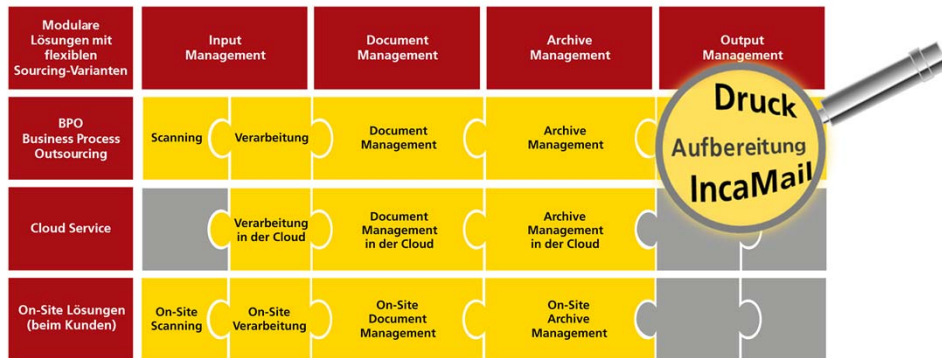 Modulare
Lösungen mit
flexiblen
Sourcing-Varianten
Input
Management
Document
Management
Archive
Management
Output
Management
BPO
Business Process
Outsourcing
Scanning
Verarbeitung
Document
Management
Archive
Management
Druck
Aufbereitung
IncaMail
Cloud Service
Verarbeitung
in der Cloud
Document
Management
in der Cloud
Archive
Management
in der Cloud
On-Site Lösungen
(beim Kunden)
On-Site
Scanning
On-Site
Verarbeitung
On-Site
Document
Management
On-Site
Archive
Management